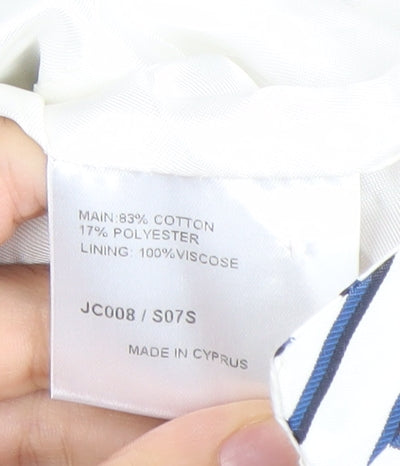 MAIN:83% COTTON
17% POLYESTER
LINING: 100%VISCOSE
JC008 / S07S
MADE IN CYPRUS